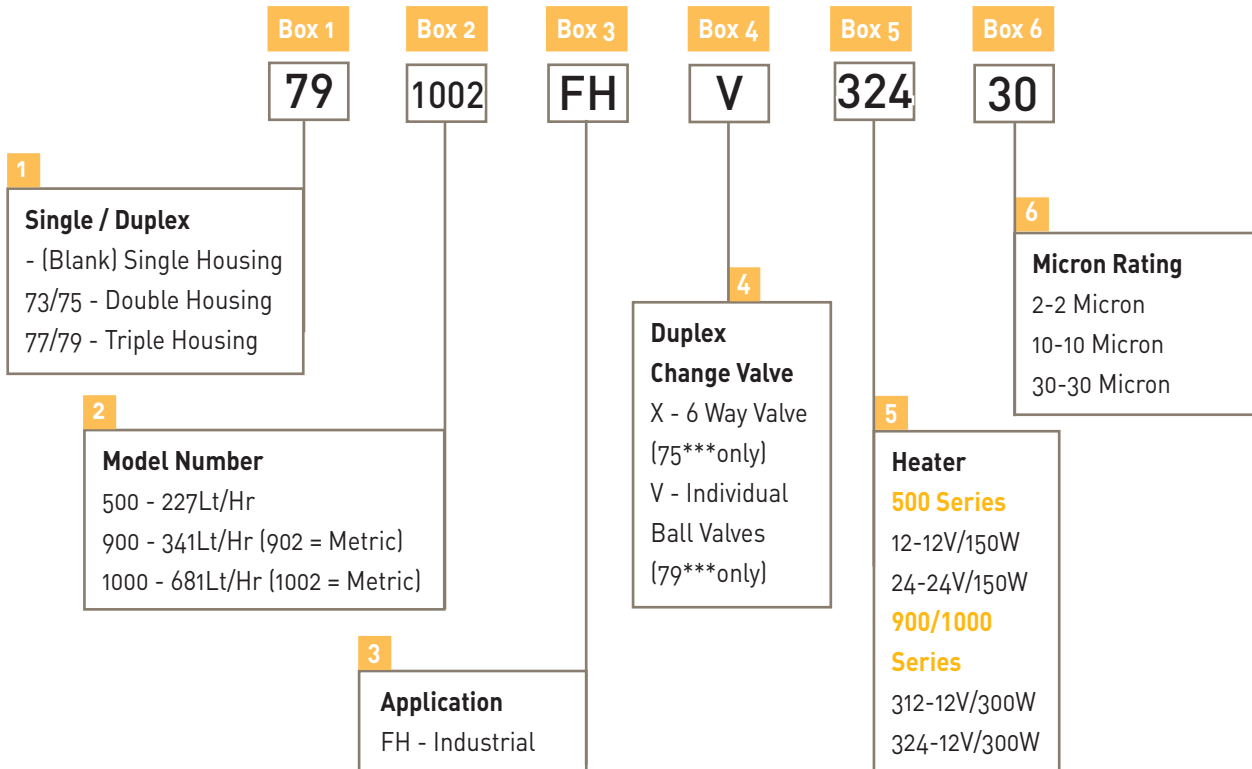 Box 1 Box 2 Box 3 Box 4 Box 5 Box 6
79 1002 FH V 324 30
1
Single / Duplex
- (Blank) Single Housing
73/75 - Double Housing
77/79 - Triple Housing
2
Model Number
500 - 227Lt/Hr
900 - 341Lt/Hr (902 = Metric)
1000 - 681Lt/Hr (1002 = Metric)
3
Application
FH - Industrial
4
Duplex
Change Valve
X - 6 Way Valve
(75***only)
V - Individual
Ball Valves
(79***only)
5
Heater
500 Series
12-12V/150W
24-24V/150W
900/1000
Series
312-12V/300W
324-12V/300W
6
Micron Rating
2-2 Micron
10-10 Micron
30-30 Micron